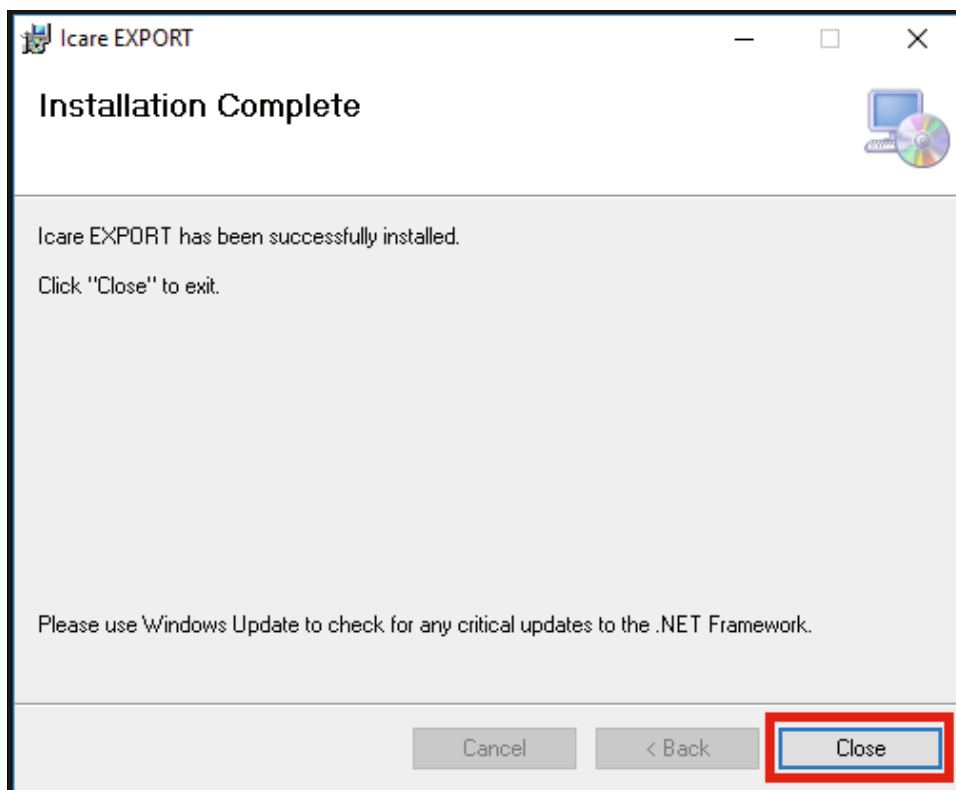 Icare EXPORT
Installation Complete
Icare EXPORT has been successfully installed.
Click "Close" to exit.
Please use Windows Update to check for any critical updates to the .NET Framework.
Cancel
< Back
Close